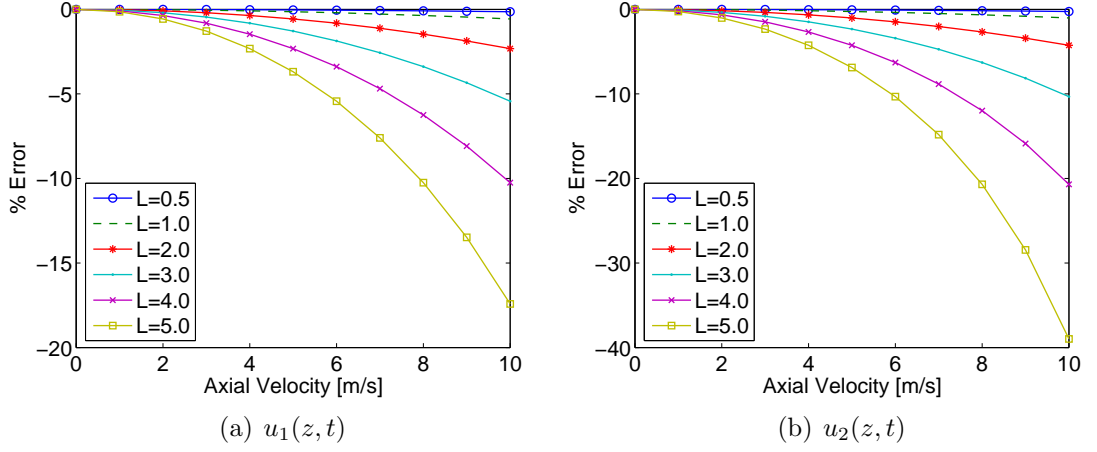 0
−5
−10
−15
−20
% Error
L=0.5
L=1.0
L=2.0
L=3.0
L=4.0
L=5.0
0 2 4 6 8 10
Axial Velocity [m/s]
(a) u₁(z, t)
0
−10
−20
−30
−40
% Error
L=0.5
L=1.0
L=2.0
L=3.0
L=4.0
L=5.0
0 2 4 6 8 10
Axial Velocity [m/s]
(b) u₂(z, t)